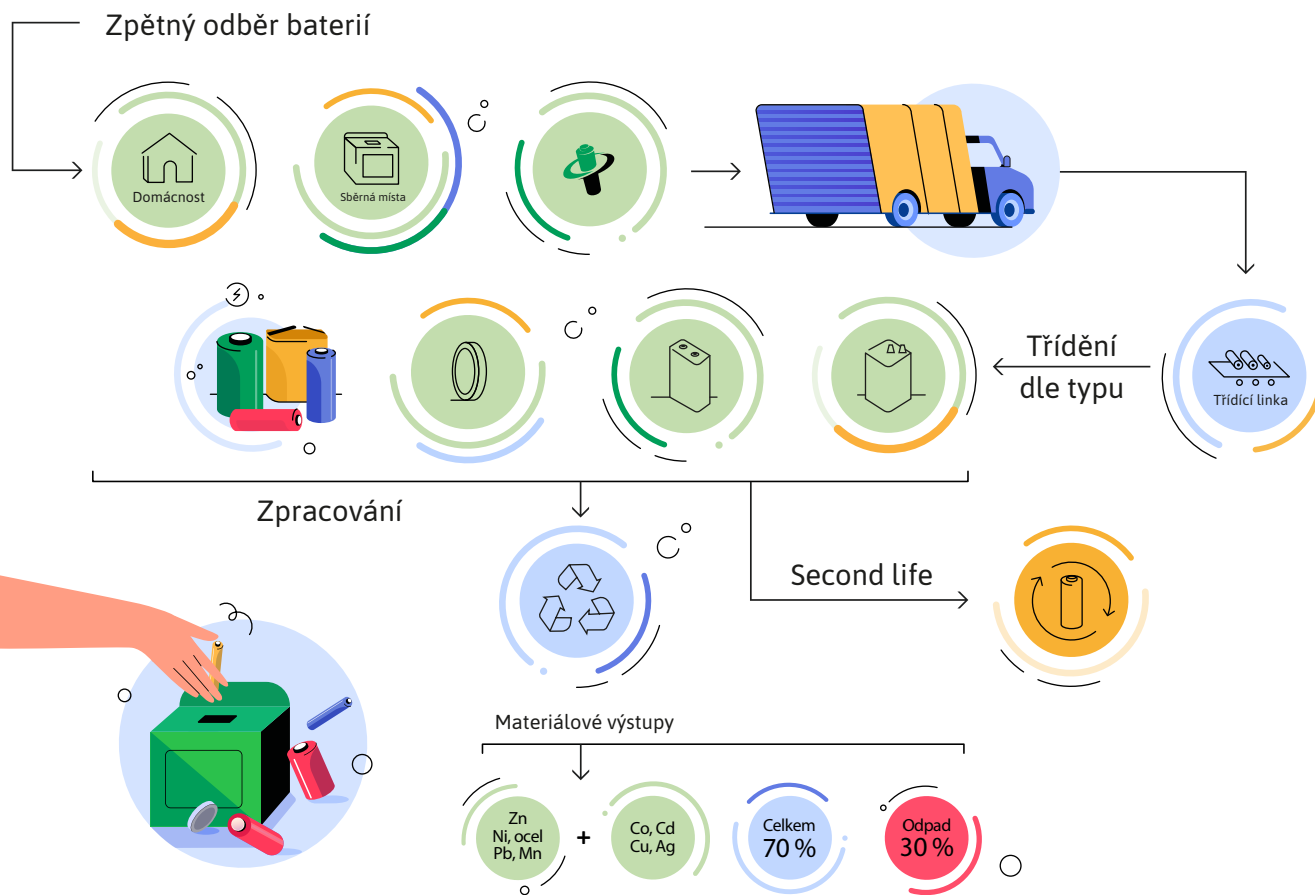 Zpětný odběr baterií
Domácnost
Sběrná místa
Třídění
dle typu
Třídící linka
Zpracování
Second life
Materiálové výstupy
Zn
Ni, ocel
Pb, Mn
+
Co, Cd
Cu, Ag
Celkem
70 %
Odpad
30 %